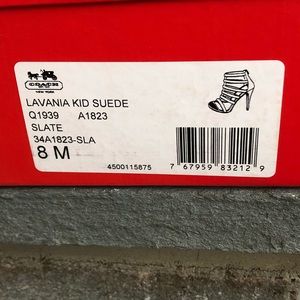 COACH
NEW YORK
LAVANIA KID SUEDE
Q1939 A1823
SLATE
34A1823-SLA
8 M
4500115875
7 67959 83212 9